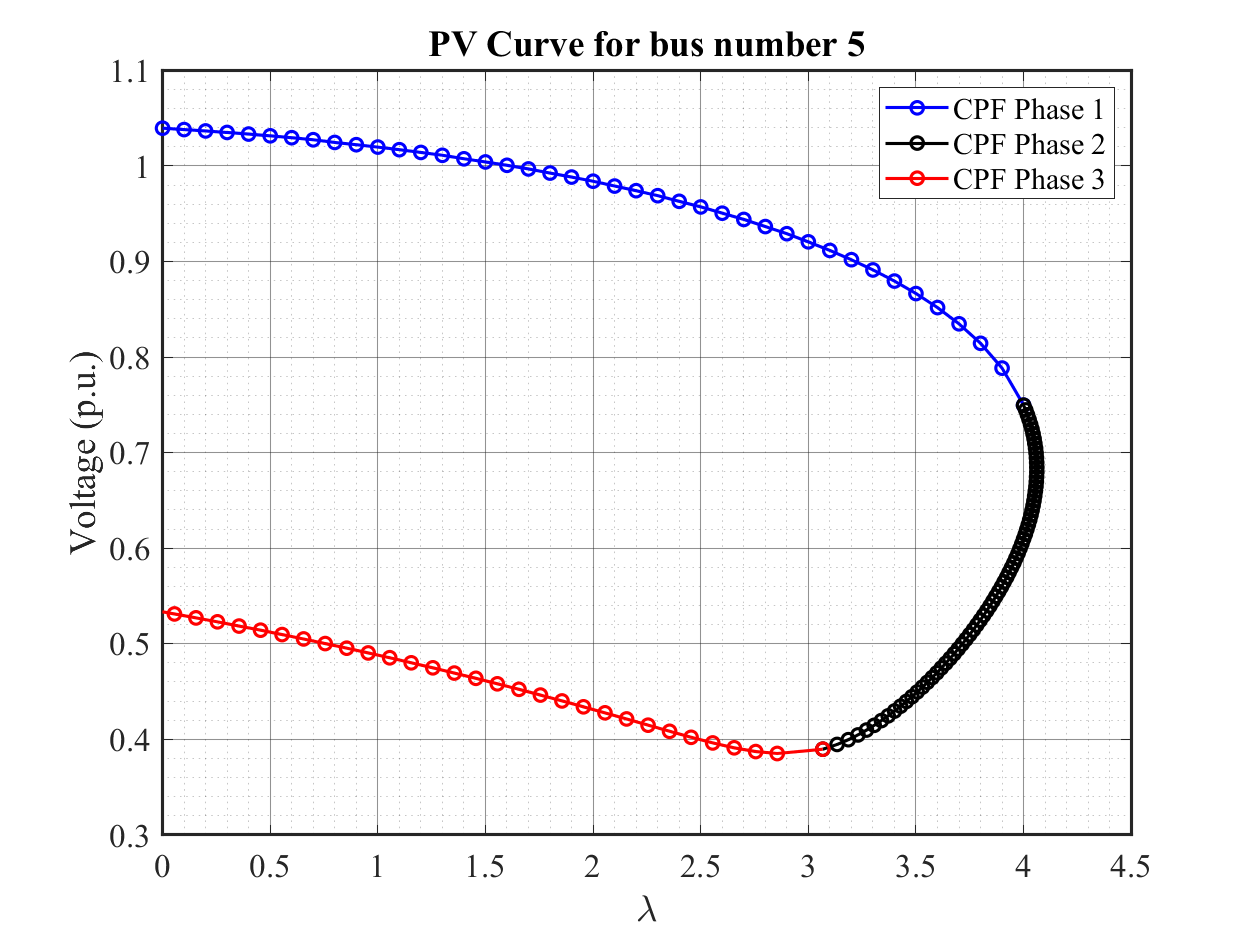 PV Curve for bus number 5
1.1
1
0.9
0.8
0.7
0.6
0.5
0.4
0.3
Voltage (p.u.)
CPF Phase 1
CPF Phase 2
CPF Phase 3
0 0.5 1 1.5 2 2.5 3 3.5 4 4.5
λ